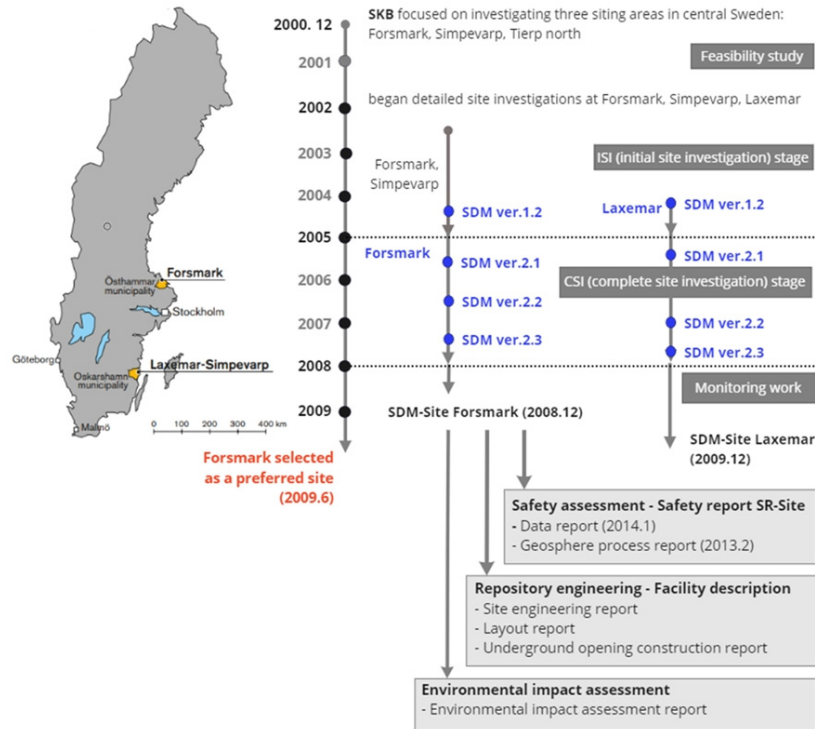 2000. 12
SKB focused on investigating three siting areas in central Sweden:
Forsmark, Simpevarp, Tierp north
2001
Feasibility study
2002
began detailed site investigations at Forsmark, Simpevarp, Laxemar
2003
Forsmark,
Simpevarp
ISI (initial site investigation) stage
2004
SDM ver.1.2
Laxemar
SDM ver.1.2
2005
Forsmark
SDM ver.2.1
SDM ver.2.1
2006
CSI (complete site investigation) stage
SDM ver.2.2
2007
SDM ver.2.2
SDM ver.2.3
SDM ver.2.3
2008
Monitoring work
2009
SDM-Site Forsmark (2008.12)
SDM-Site Laxemar
(2009.12)
Forsmark selected
as a preferred site
(2009.6)
Forsmark
Östhammar
municipality
Stockholm
Göteborg
Laxemar-Simpevarp
Oskarshamn
municipality
Malmö
0 100 200 300 400 km
Safety assessment - Safety report SR-Site
- Data report (2014.1)
- Geosphere process report (2013.2)
Repository engineering - Facility description
- Site engineering report
- Layout report
- Underground opening construction report
Environmental impact assessment
- Environmental impact assessment report